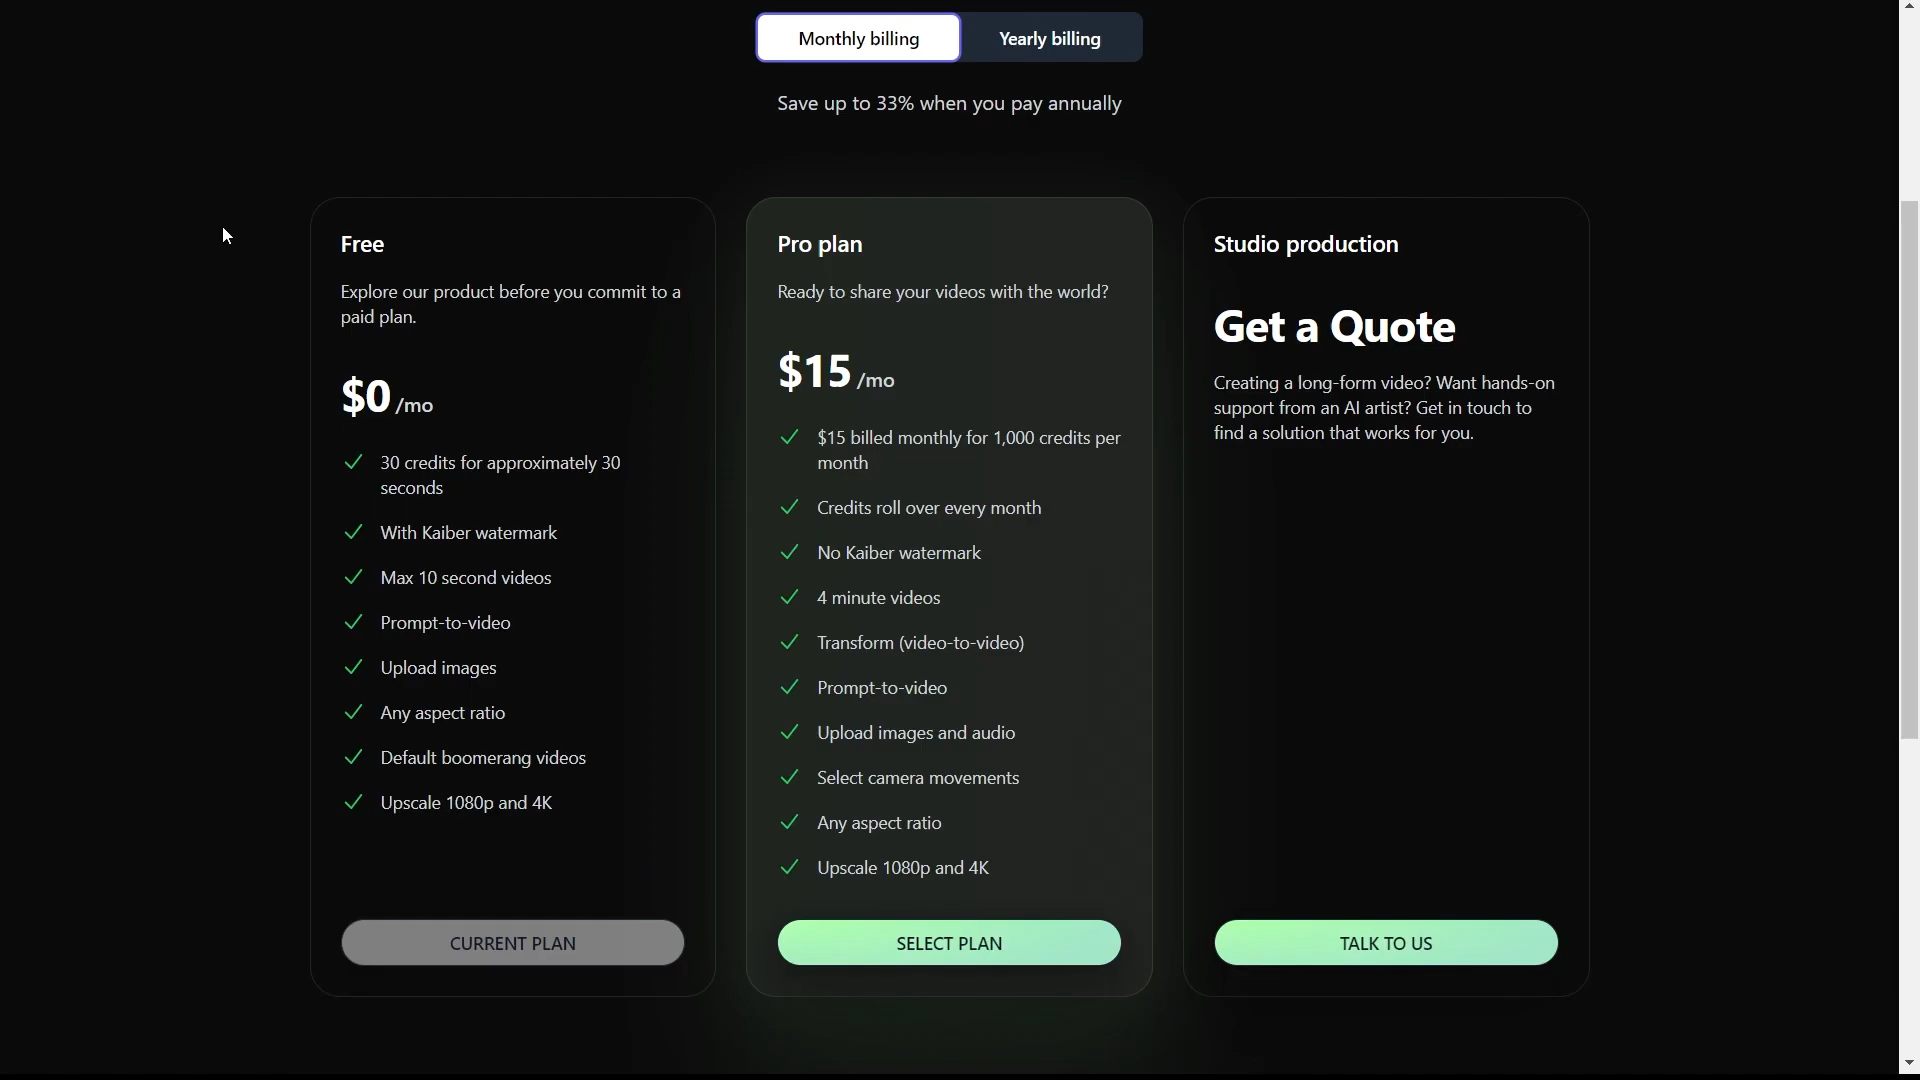 Monthly billing
Yearly billing
Save up to 33% when you pay annually
Free
Explore our product before you commit to a
paid plan.
$0 /mo
30 credits for approximately 30
seconds
With Kaiber watermark
Max 10 second videos
Prompt-to-video
Upload images
Any aspect ratio
Default boomerang videos
Upscale 1080p and 4K
CURRENT PLAN
Pro plan
Ready to share your videos with the world?
$15 /mo
$15 billed monthly for 1,000 credits per
month
Credits roll over every month
No Kaiber watermark
4 minute videos
Transform (video-to-video)
Prompt-to-video
Upload images and audio
Select camera movements
Any aspect ratio
Upscale 1080p and 4K
SELECT PLAN
Studio production
Get a Quote
Creating a long-form video? Want hands-on
support from an AI artist? Get in touch to
find a solution that works for you.
TALK TO US